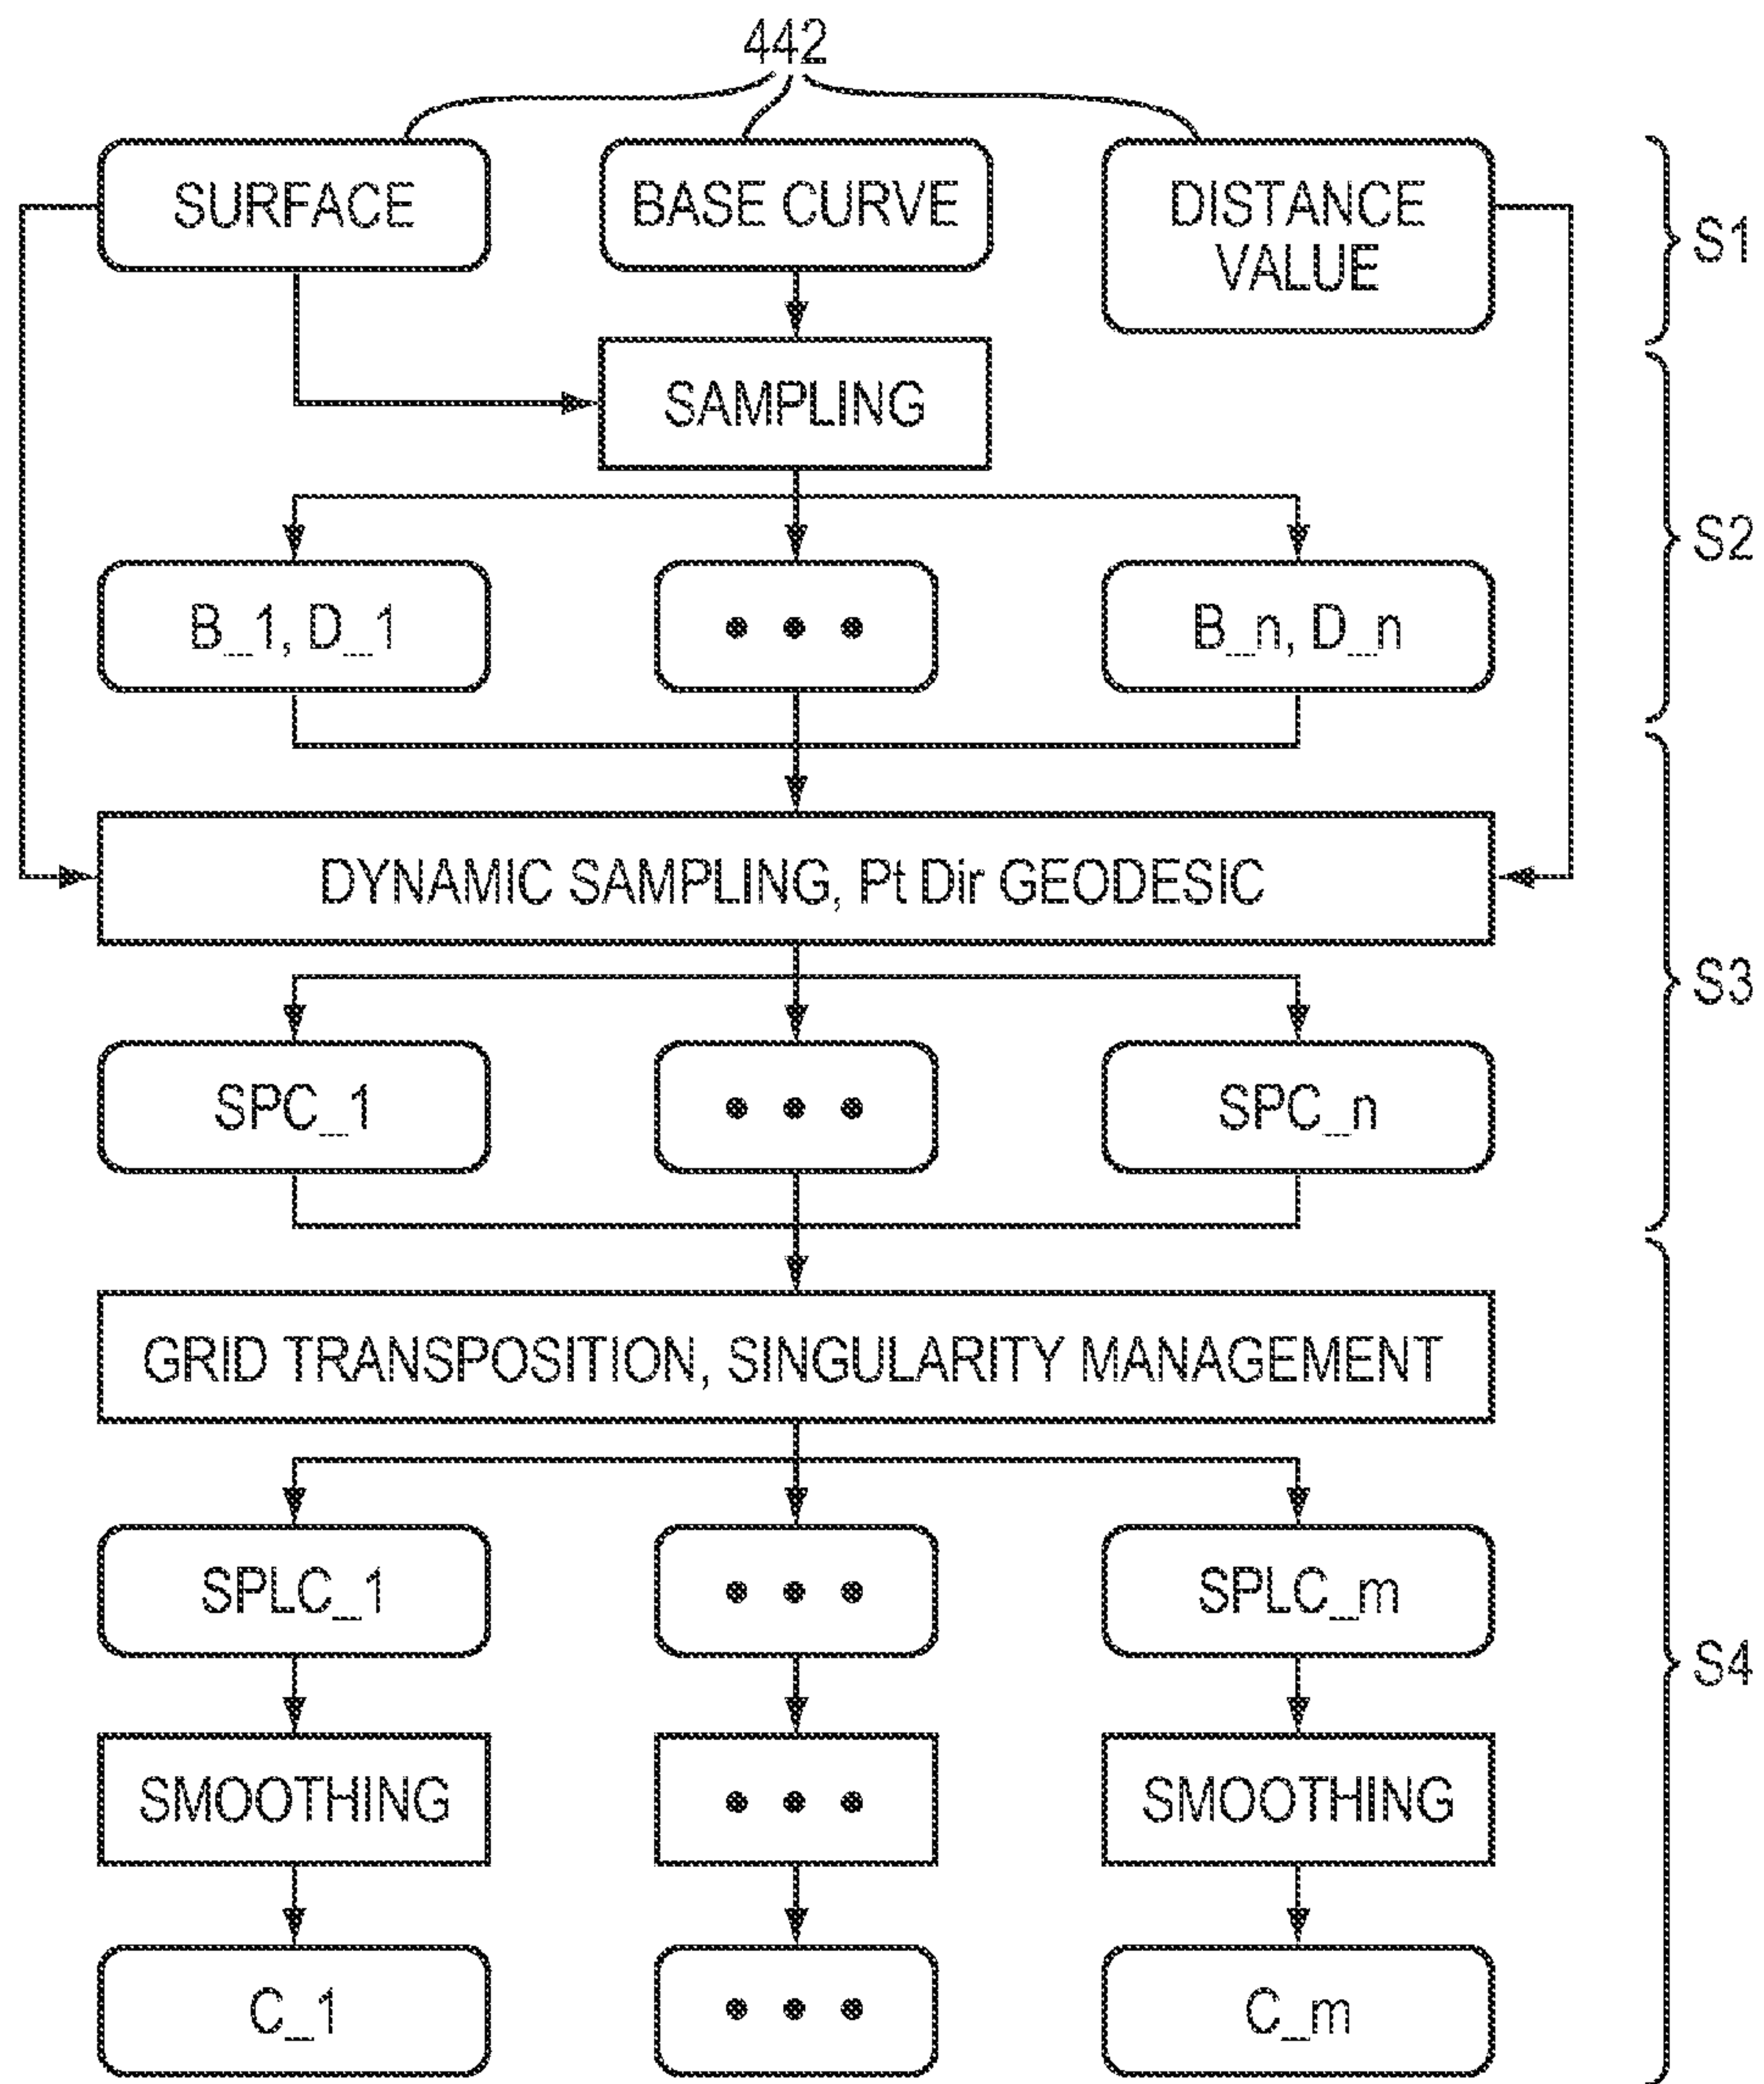 442
SURFACE
BASE CURVE
DISTANCE
VALUE
S1
SAMPLING
S2
B_1, D_1
B_n, D_n
DYNAMIC SAMPLING, Pt Dir GEODESIC
S3
SPC_1
SPC_n
GRID TRANSPOSITION, SINGULARITY MANAGEMENT
SPLC_1
SPLC_m
S4
SMOOTHING
SMOOTHING
C_1
C_m